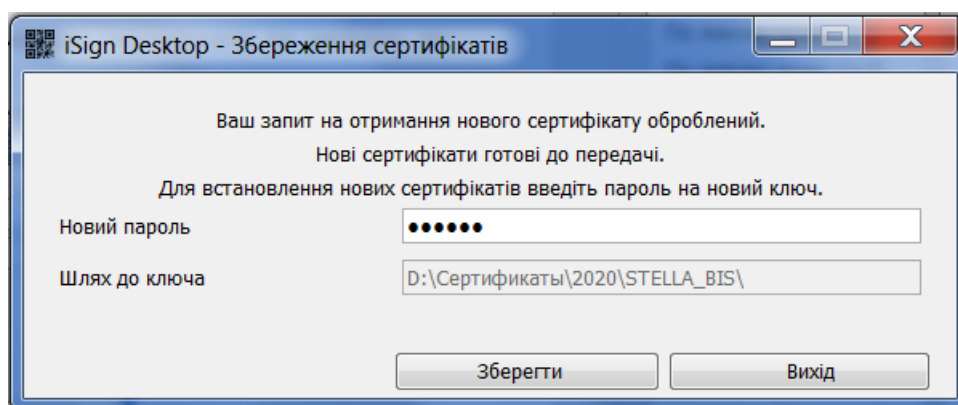 iSign Desktop - Збереження сертифікатів
Ваш запит на отримання нового сертифікату оброблений.
Нові сертифікати готові до передачі.
Для встановлення нових сертифікатів введіть пароль на новий ключ.
Новий пароль ●●●●●●
Шлях до ключа D:\Сертификаты\2020\STELLA_BIS\
Зберегти Вихід